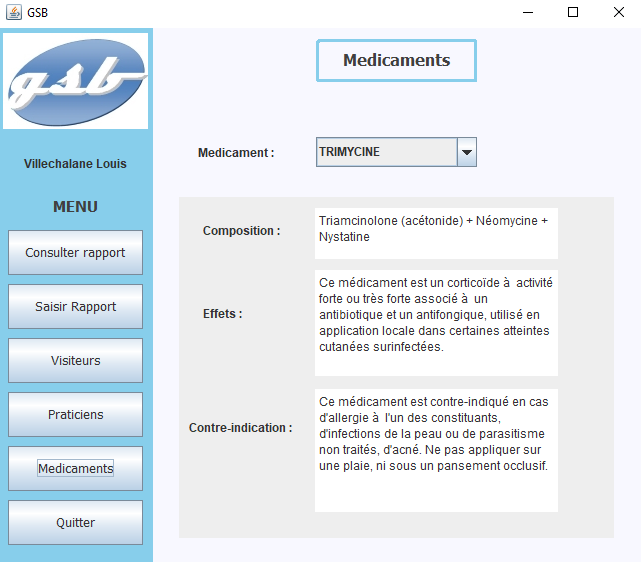 GSB
gsb
Villechalane Louis
MENU
Consulter rapport
Saisir Rapport
Visiteurs
Praticiens
Medicaments
Quitter
Medicaments
Medicament :
TRIMYCINE
Composition :
Triamcinolone (acétonide) + Néomycine +
Nystatine
Effets :
Ce médicament est un corticoïde à  activité
forte ou très forte associé à  un
antibiotique et un antifongique, utilisé en
application locale dans certaines atteintes
cutanées surinfectées.
Contre-indication :
Ce médicament est contre-indiqué en cas
d'allergie à  l'un des constituants,
d'infections de la peau ou de parasitisme
non traités, d'acné. Ne pas appliquer sur
une plaie, ni sous un pansement occlusif.